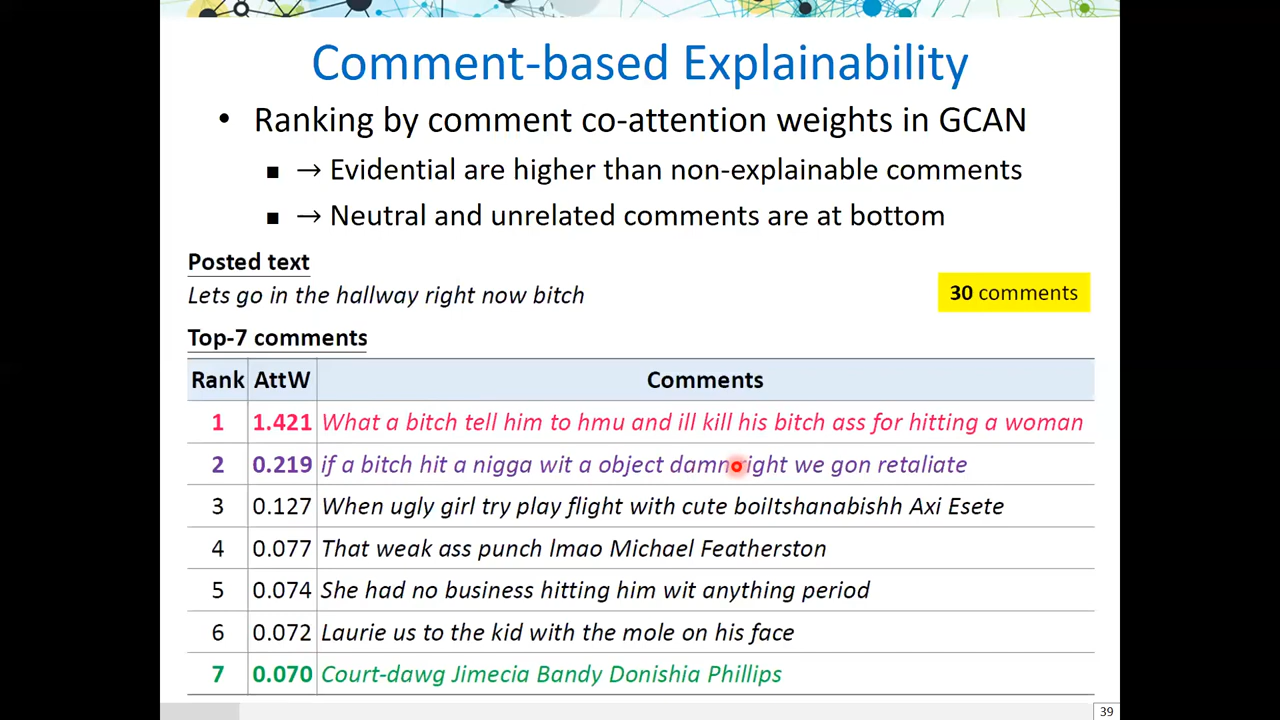 Comment-based Explainability
• Ranking by comment co-attention weights in GCAN
▪ → Evidential are higher than non-explainable comments
▪ → Neutral and unrelated comments are at bottom
Posted text
Lets go in the hallway right now bitch
30 comments
Top-7 comments
Rank AttW Comments
1 1.421 What a bitch tell him to hmu and ill kill his bitch ass for hitting a woman
2 0.219 if a bitch hit a nigga wit a object damn right we gon retaliate
3 0.127 When ugly girl try play flight with cute boiItshanabishh Axi Esete
4 0.077 That weak ass punch lmao Michael Featherston
5 0.074 She had no business hitting him wit anything period
6 0.072 Laurie us to the kid with the mole on his face
7 0.070 Court-dawg Jimecia Bandy Donishia Phillips
39